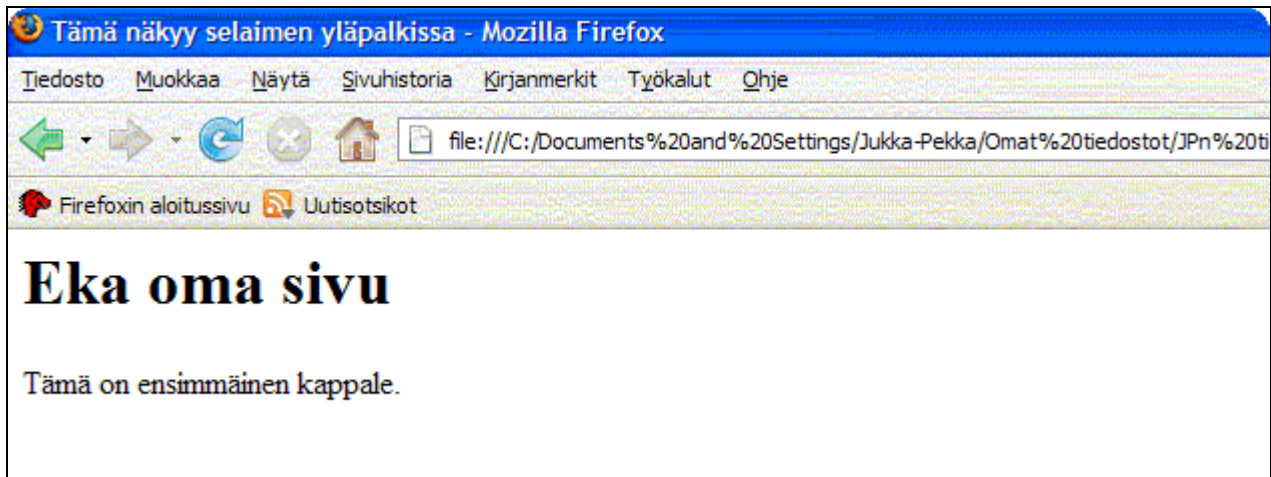 Tämä näkyy selaimen yläpalkissa - Mozilla Firefox
Tiedosto Muokkaa Näytä Sivuhistoria Kirjanmerkit Työkalut Ohje
file:///C:/Documents%20and%20Settings/Jukka-Pekka/Omat%20tiedostot/JPn%20ti
Firefoxin aloitussivu Uutisotsikot
Eka oma sivu
Tämä on ensimmäinen kappale.